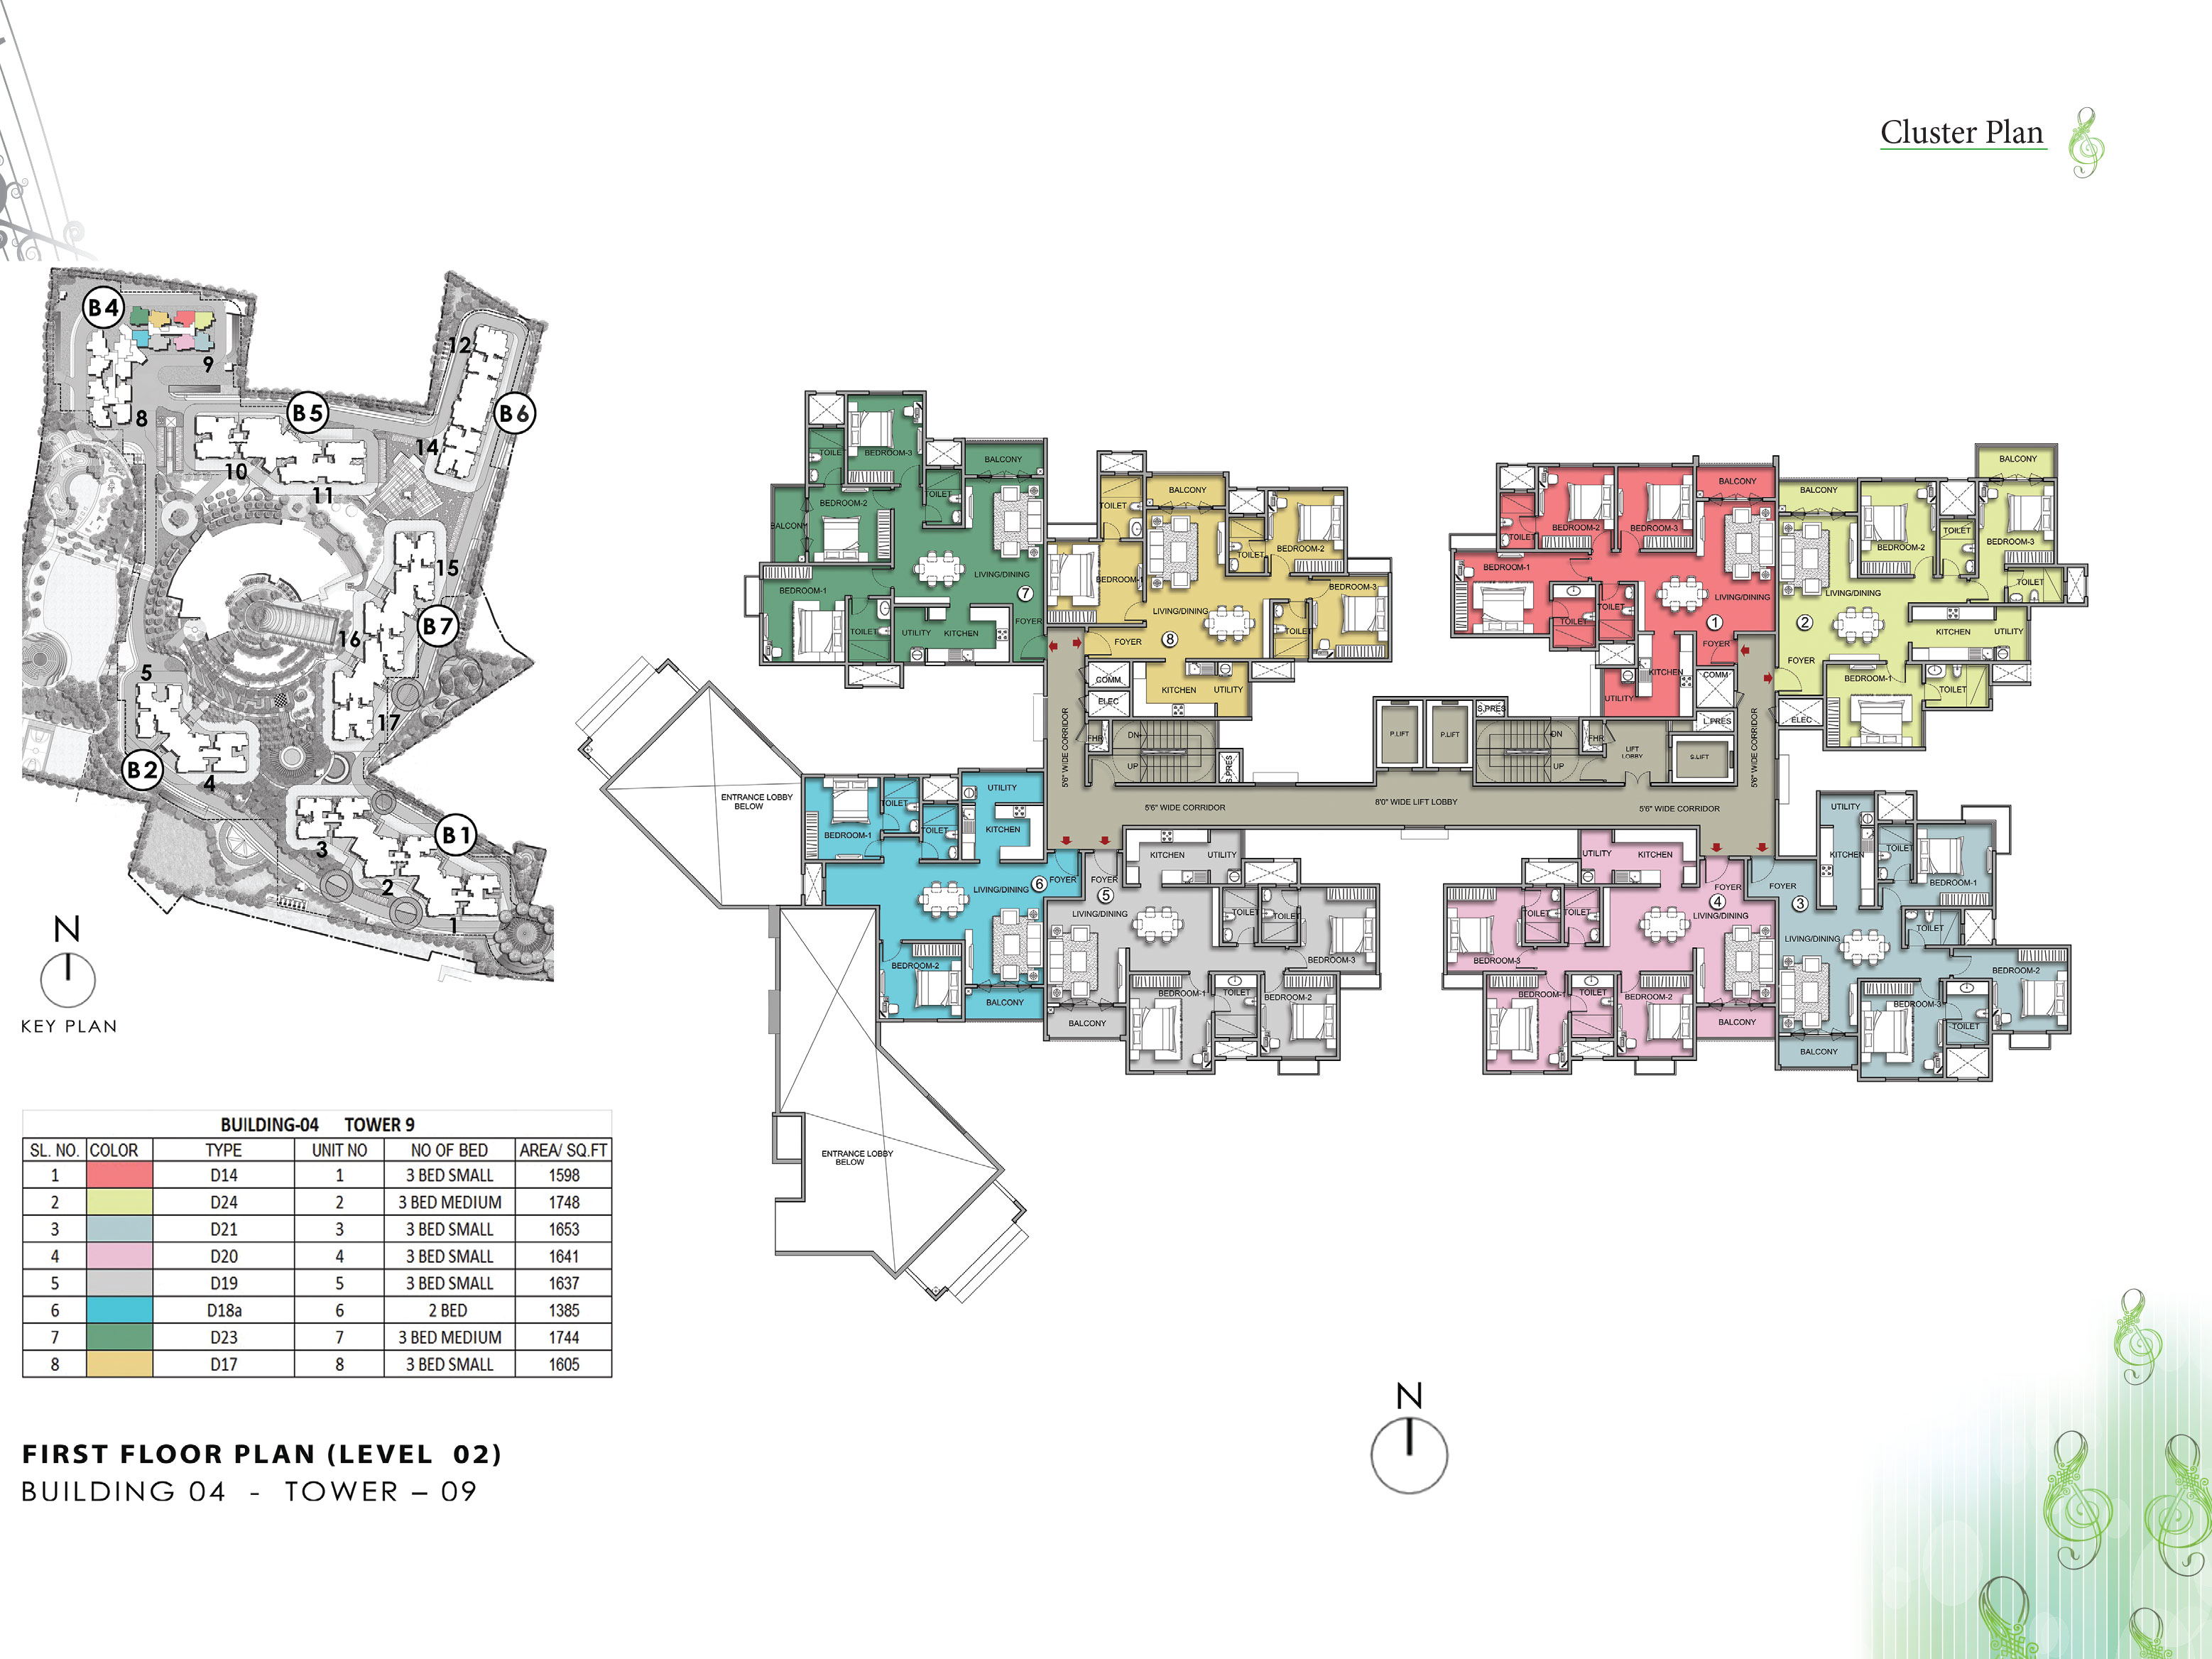 Cluster Plan
B4
9
8
B5
10
11
12
B6
14
15
B7
16
17
5
B2
4
3
B1
2
1
N
KEY PLAN
BUILDING-04 TOWER 9
SL. NO. COLOR TYPE UNIT NO NO OF BED AREA/ SQ.FT
1 D14 1 3 BED SMALL 1598
2 D24 2 3 BED MEDIUM 1748
3 D21 3 3 BED SMALL 1653
4 D20 4 3 BED SMALL 1641
5 D19 5 3 BED SMALL 1637
6 D18a 6 2 BED 1385
7 D23 7 3 BED MEDIUM 1744
8 D17 8 3 BED SMALL 1605
FIRST FLOOR PLAN (LEVEL 02)
BUILDING 04 - TOWER – 09
TOILET
BEDROOM-3
BALCONY
TOILET
BEDROOM-2
BALCONY
LIVING/DINING
BEDROOM-1
7
FOYER
TOILET
UTILITY
KITCHEN
BALCONY
TOILET
BEDROOM-2
TOILET
BEDROOM-1
BEDROOM-3
LIVING/DINING
TOILET
8
FOYER
COMM
KITCHEN
UTILITY
ELEC
BALCONY
BEDROOM-2
BEDROOM-3
TOILET
BEDROOM-1
LIVING/DINING
TOILET
TOILET
1
FOYER
KITCHEN
COMM
UTILITY
BALCONY
BALCONY
TOILET
BEDROOM-2
BEDROOM-3
TOILET
LIVING/DINING
2
KITCHEN
UTILITY
FOYER
BEDROOM-1
TOILET
ELEC
5'6" WIDE CORRIDOR
FHR
DN
UP
S.PRES
P.LIFT
P.LIFT
S.PRES
DN
UP
FHR
LIFT
LOBBY
L.PRES
S.LIFT
5'6" WIDE CORRIDOR
5'6" WIDE CORRIDOR
8'0" WIDE LIFT LOBBY
5'6" WIDE CORRIDOR
ENTRANCE LOBBY
BELOW
UTILITY
TOILET
BEDROOM-1
TOILET
KITCHEN
FOYER
LIVING/DINING
6
BEDROOM-2
BALCONY
KITCHEN
UTILITY
FOYER
5
LIVING/DINING
TOILET
TOILET
BEDROOM-3
BEDROOM-1
TOILET
BEDROOM-2
BALCONY
UTILITY
KITCHEN
FOYER
4
TOILET
TOILET
LIVING/DINING
BEDROOM-3
BEDROOM-1
TOILET
BEDROOM-2
BALCONY
UTILITY
TOILET
KITCHEN
BEDROOM-1
FOYER
3
TOILET
LIVING/DINING
BEDROOM-2
BEDROOM-3
TOILET
BALCONY
ENTRANCE LOBBY
BELOW
N